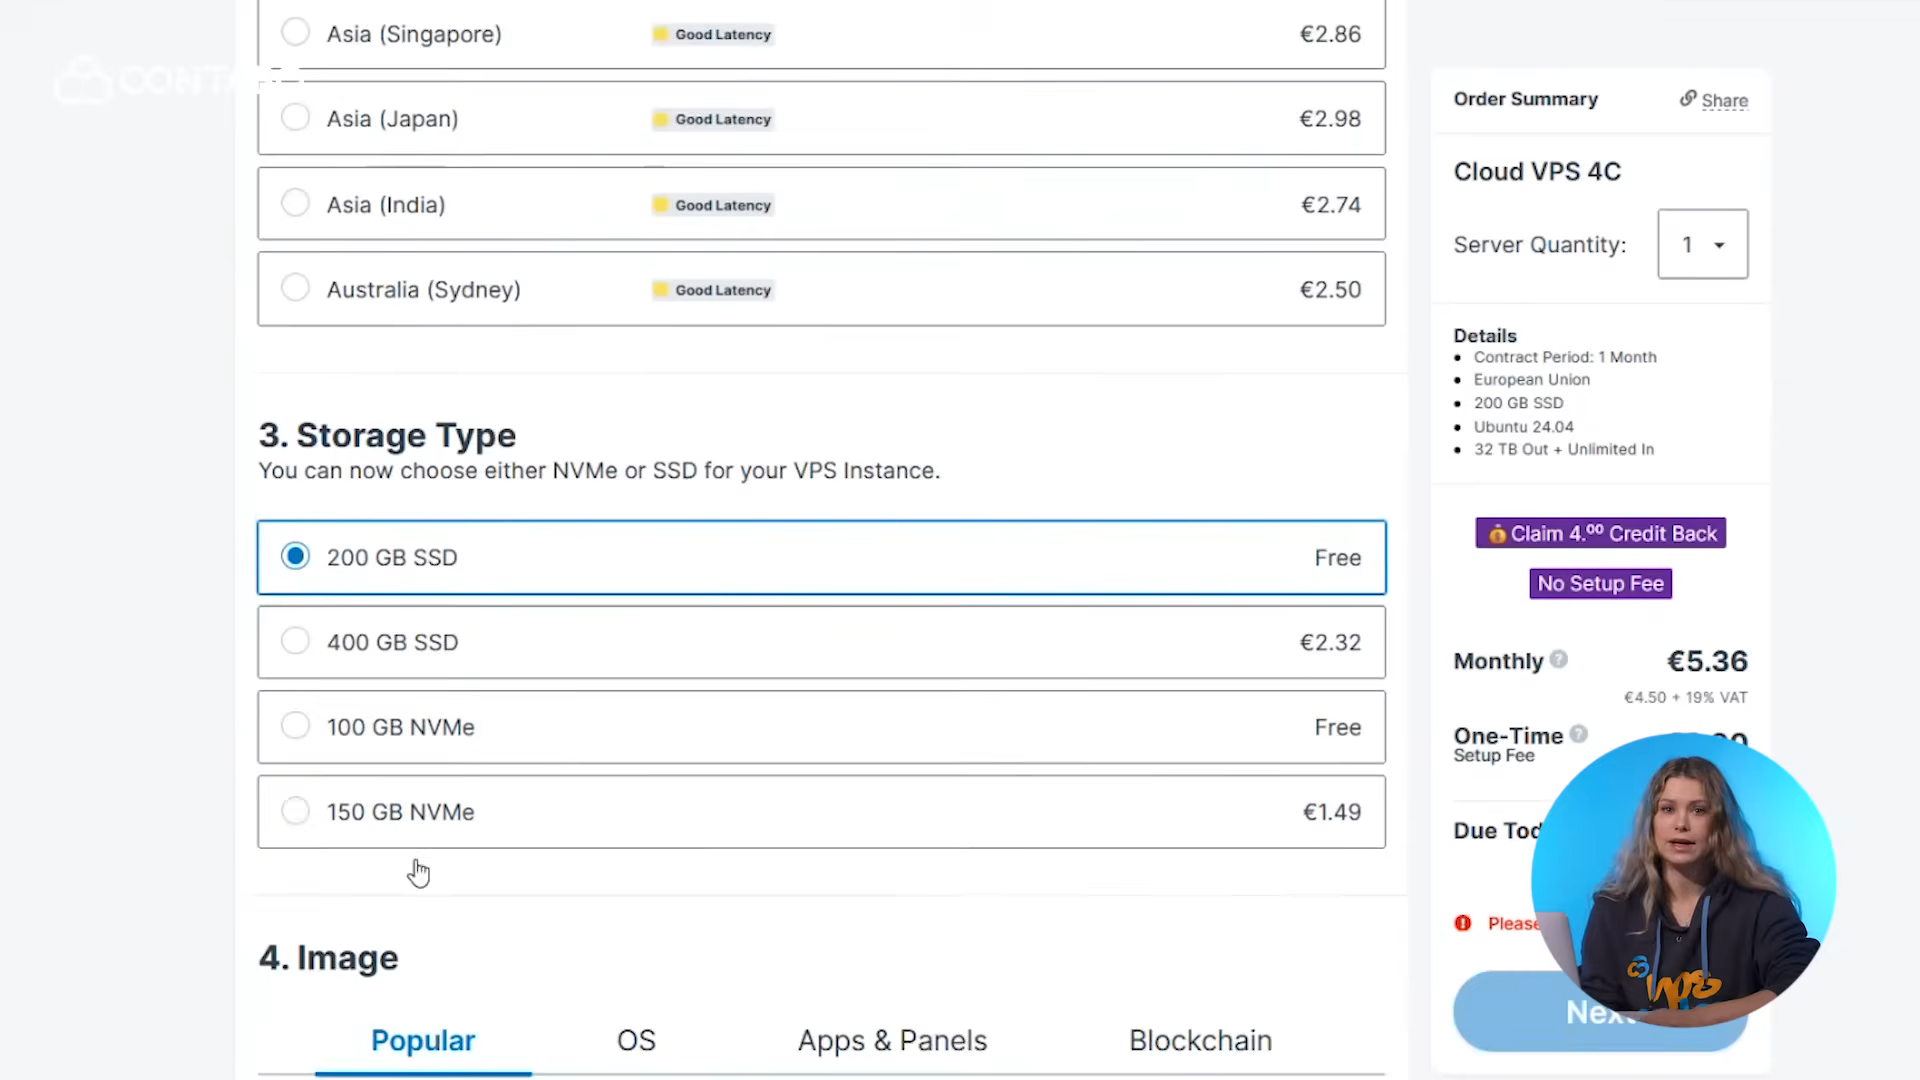 Asia (Singapore) Good Latency €2.86
CONTABO
Asia (Japan) Good Latency €2.98
Asia (India) Good Latency €2.74
Australia (Sydney) Good Latency €2.50
3. Storage Type
You can now choose either NVMe or SSD for your VPS Instance.
200 GB SSD Free
400 GB SSD €2.32
100 GB NVMe Free
150 GB NVMe €1.49
4. Image
Popular OS Apps & Panels Blockchain
Order Summary Share
Cloud VPS 4C
Server Quantity: 1
Details
Contract Period: 1 Month
European Union
200 GB SSD
Ubuntu 24.04
32 TB Out + Unlimited In
Claim 4.⁰⁰ Credit Back
No Setup Fee
Monthly ? €5.36
€4.50 + 19% VAT
One-Time ?
Setup Fee
Due
Please
Next
vps